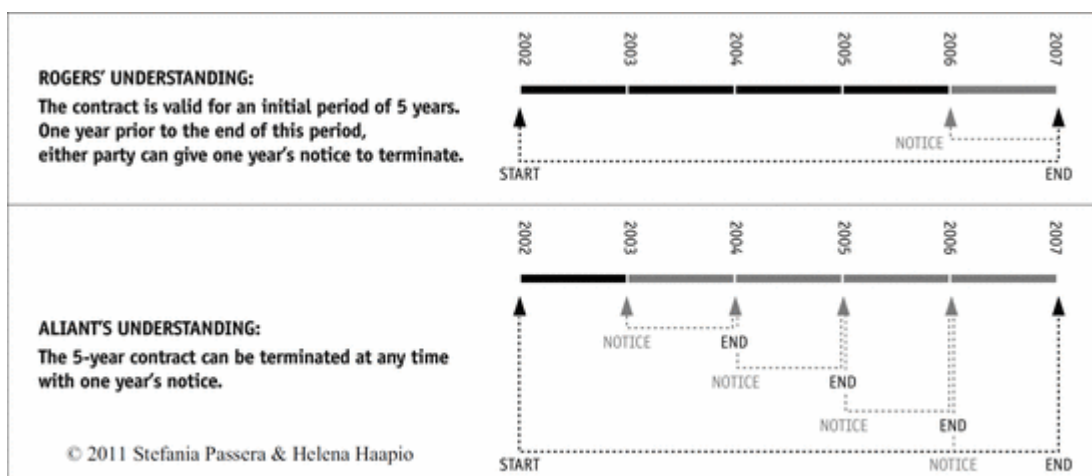 2002 2003 2004 2005 2006 2007
ROGERS' UNDERSTANDING:
The contract is valid for an initial period of 5 years.
One year prior to the end of this period,
either party can give one year's notice to terminate.
NOTICE
START END
2002 2003 2004 2005 2006 2007
ALIANT'S UNDERSTANDING:
The 5-year contract can be terminated at any time
with one year's notice.
NOTICE END
NOTICE END
NOTICE END
© 2011 Stefania Passera & Helena Haapio
START NOTICE END